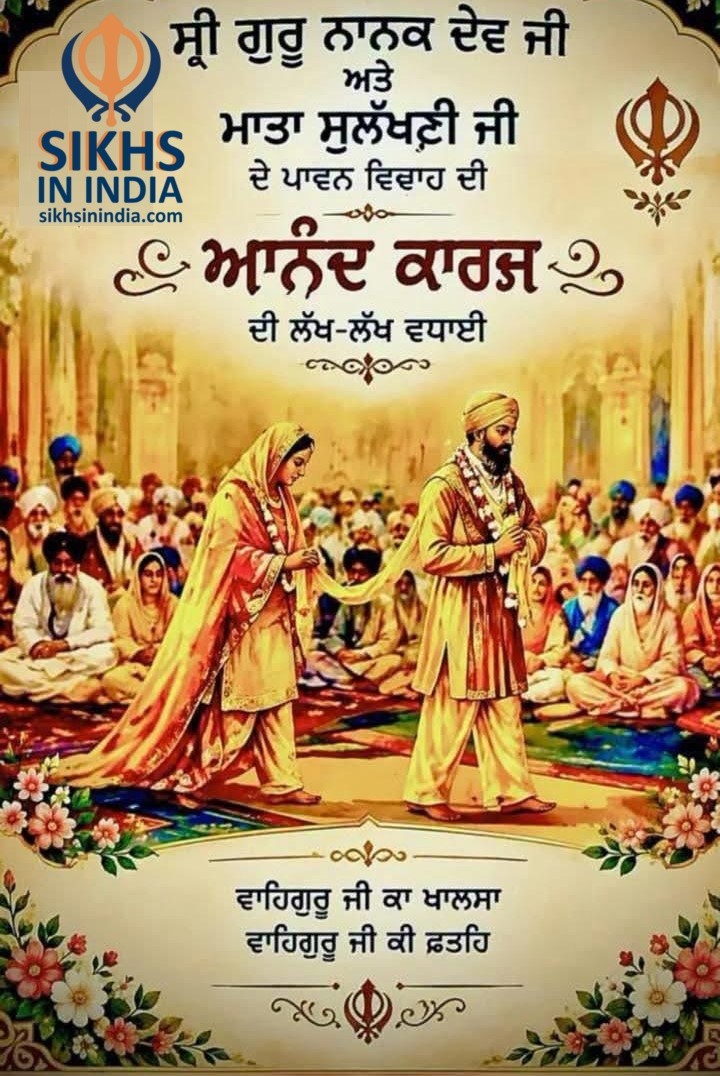 ਸ੍ਰੀ ਗੁਰੂ ਨਾਨਕ ਦੇਵ ਜੀ
ਅਤੇ
ਮਾਤਾ ਸੁਲੱਖਣੀ ਜੀ
ਦੇ ਪਾਵਨ ਵਿਵਾਹ ਦੀ
SIKHS
IN INDIA
sikhsinindia.com
ਆਨੰਦ ਕਾਰਜ
ਦੀ ਲੱਖ-ਲੱਖ ਵਧਾਈ
ਵਾਹਿਗੁਰੂ ਜੀ ਕਾ ਖਾਲਸਾ
ਵਾਹਿਗੁਰੂ ਜੀ ਕੀ ਫ਼ਤਹਿ